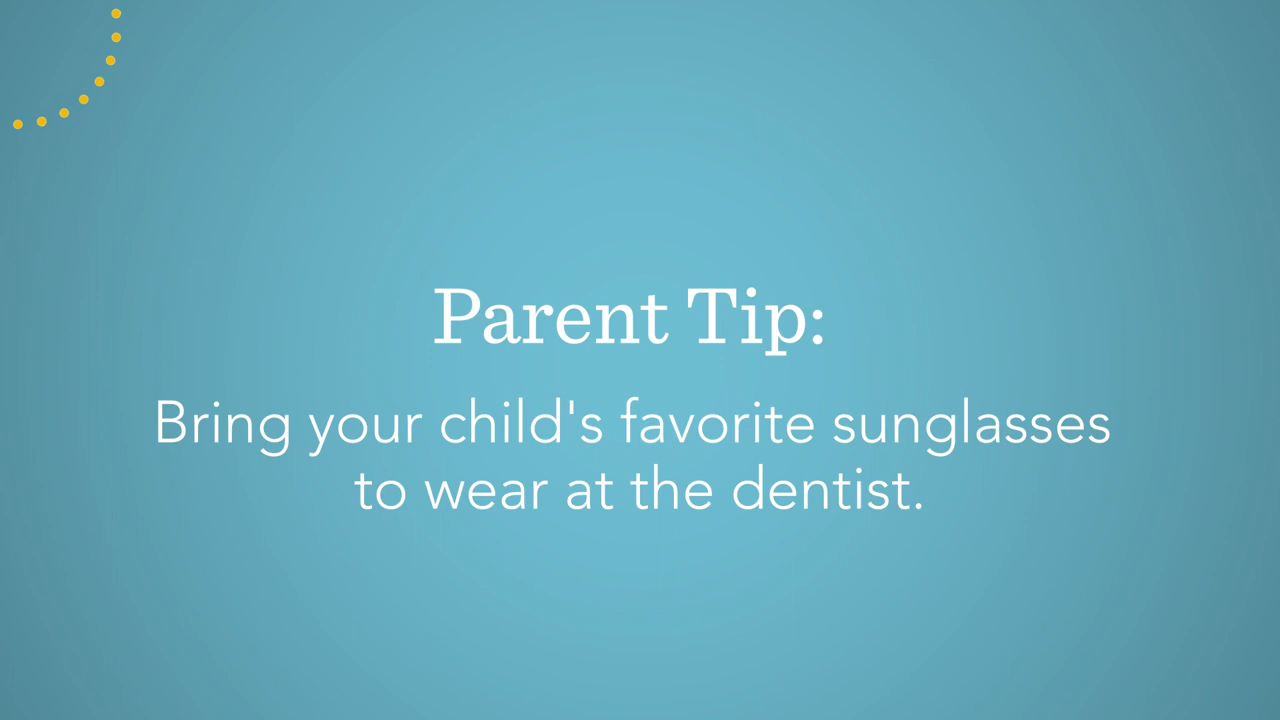 Parent Tip:
Bring your child's favorite sunglasses
to wear at the dentist.